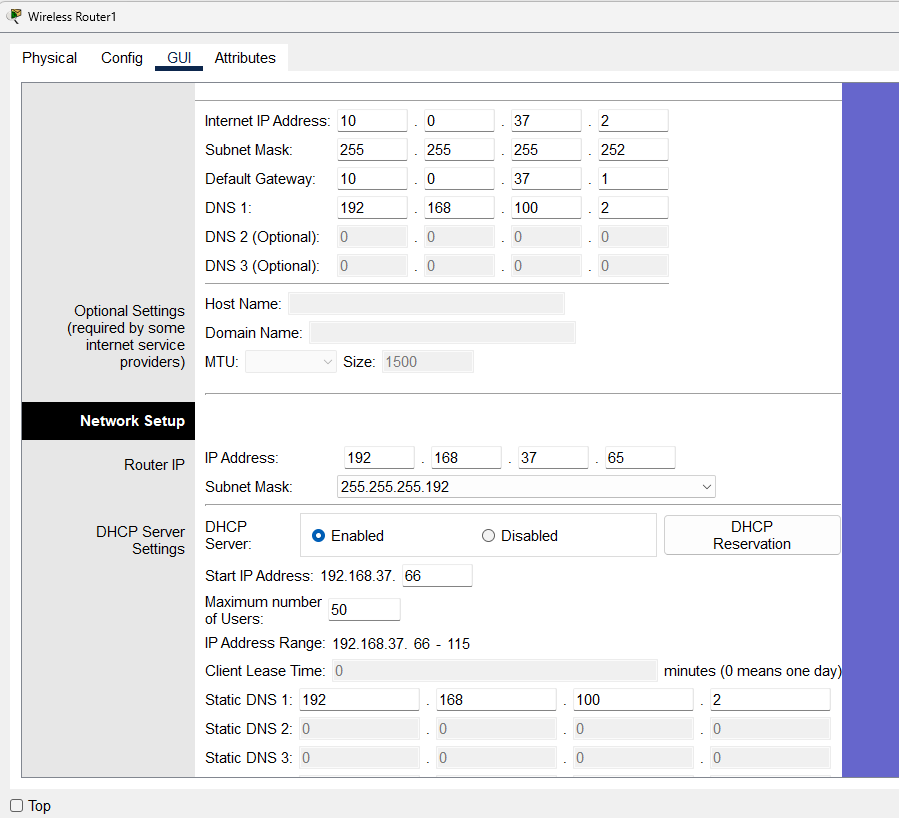 Wireless Router1
Physical Config GUI Attributes
Internet IP Address: 10 . 0 . 37 . 2
Subnet Mask: 255 . 255 . 255 . 252
Default Gateway: 10 . 0 . 37 . 1
DNS 1: 192 . 168 . 100 . 2
DNS 2 (Optional): 0 . 0 . 0 . 0
DNS 3 (Optional): 0 . 0 . 0 . 0
Optional Settings
(required by some
internet service
providers)
Host Name:
Domain Name:
MTU: Size: 1500
Network Setup
Router IP
IP Address: 192 . 168 . 37 . 65
Subnet Mask: 255.255.255.192
DHCP Server
Settings
DHCP
Server:
Enabled Disabled
DHCP
Reservation
Start IP Address: 192.168.37. 66
Maximum number
of Users: 50
IP Address Range: 192.168.37. 66 - 115
Client Lease Time: 0 minutes (0 means one day)
Static DNS 1: 192 . 168 . 100 . 2
Static DNS 2: 0 . 0 . 0 . 0
Static DNS 3: 0 . 0 . 0 . 0
Top